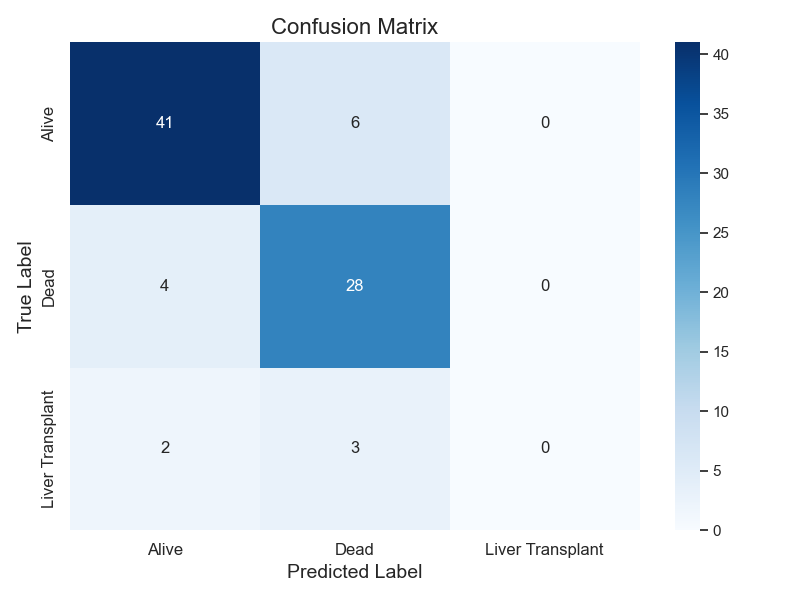 Confusion Matrix
True Label
Alive
41
6
0
Dead
4
28
0
Liver Transplant
2
3
0
Alive
Dead
Liver Transplant
Predicted Label
40
35
30
25
20
15
10
5
0